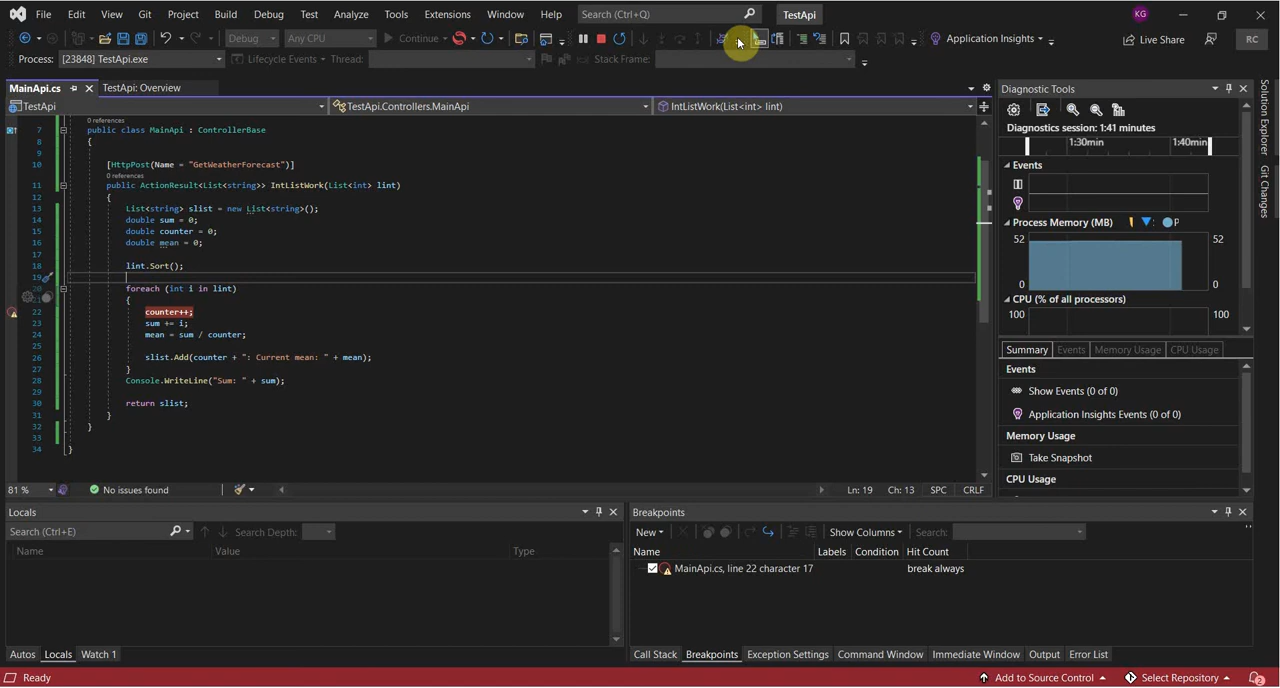 File Edit View Git Project Build Debug Test Analyze Tools Extensions Window Help Search (Ctrl+Q) TestApi KG
Debug Any CPU Continue Application Insights Live Share RC
Process: [23848] TestApi.exe Lifecycle Events Thread: Stack Frame:
MainApi.cs TestApi: Overview
TestApi TestApi.Controllers.MainApi IntListWork(List<int> lint)
0 references
7 public class MainApi : ControllerBase
8 {
9
10 [HttpPost(Name = "GetWeatherForecast")]
0 references
11 public ActionResult<List<string>> IntListWork(List<int> lint)
12 {
13 List<string> slist = new List<string>();
14 double sum = 0;
15 double counter = 0;
16 double mean = 0;
17
18 lint.Sort();
19
20 foreach (int i in lint)
21 {
22 counter++;
23 sum += i;
24 mean = sum / counter;
25
26 slist.Add(counter + ": Current mean: " + mean);
27 }
28 Console.WriteLine("Sum: " + sum);
29
30 return slist;
31 }
32 }
33
34 }
81 % No issues found Ln: 19 Ch: 13 SPC CRLF
Diagnostic Tools
Diagnostics session: 1:41 minutes
1:30min 1:40min
Events
Process Memory (MB) P
52 52
0 0
CPU (% of all processors)
100 100
Summary Events Memory Usage CPU Usage
Events
Show Events (0 of 0)
Application Insights Events (0 of 0)
Memory Usage
Take Snapshot
CPU Usage
Solution Explorer
Git Changes
Locals
Search (Ctrl+E) Search Depth:
Name Value Type
Autos Locals Watch 1
Breakpoints
New Show Columns Search:
Name Labels Condition Hit Count
MainApi.cs, line 22 character 17 break always
Call Stack Breakpoints Exception Settings Command Window Immediate Window Output Error List
Ready Add to Source Control Select Repository 2